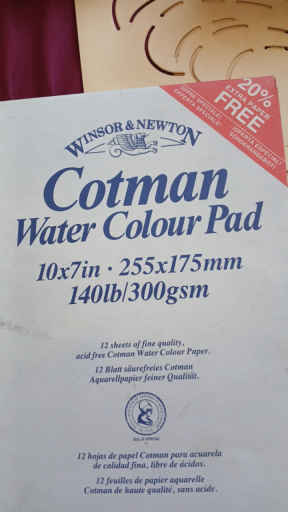 20%
EXTRA PAPER
FREE
WINSOR & NEWTON
Cotman
Water Colour Pad
10x7in · 255x175mm
140lb/300gsm
12 sheets of fine quality,
acid free Cotman Water Colour Paper.
12 Blatt säurefreies Cotman
Aquarellpapier feiner Qualität.
12 hojas de papel Cotman para acuarela
de calidad fina, libre de ácidos.
12 feuilles de papier aquarelle
Cotman de haute qualité, sans acide.